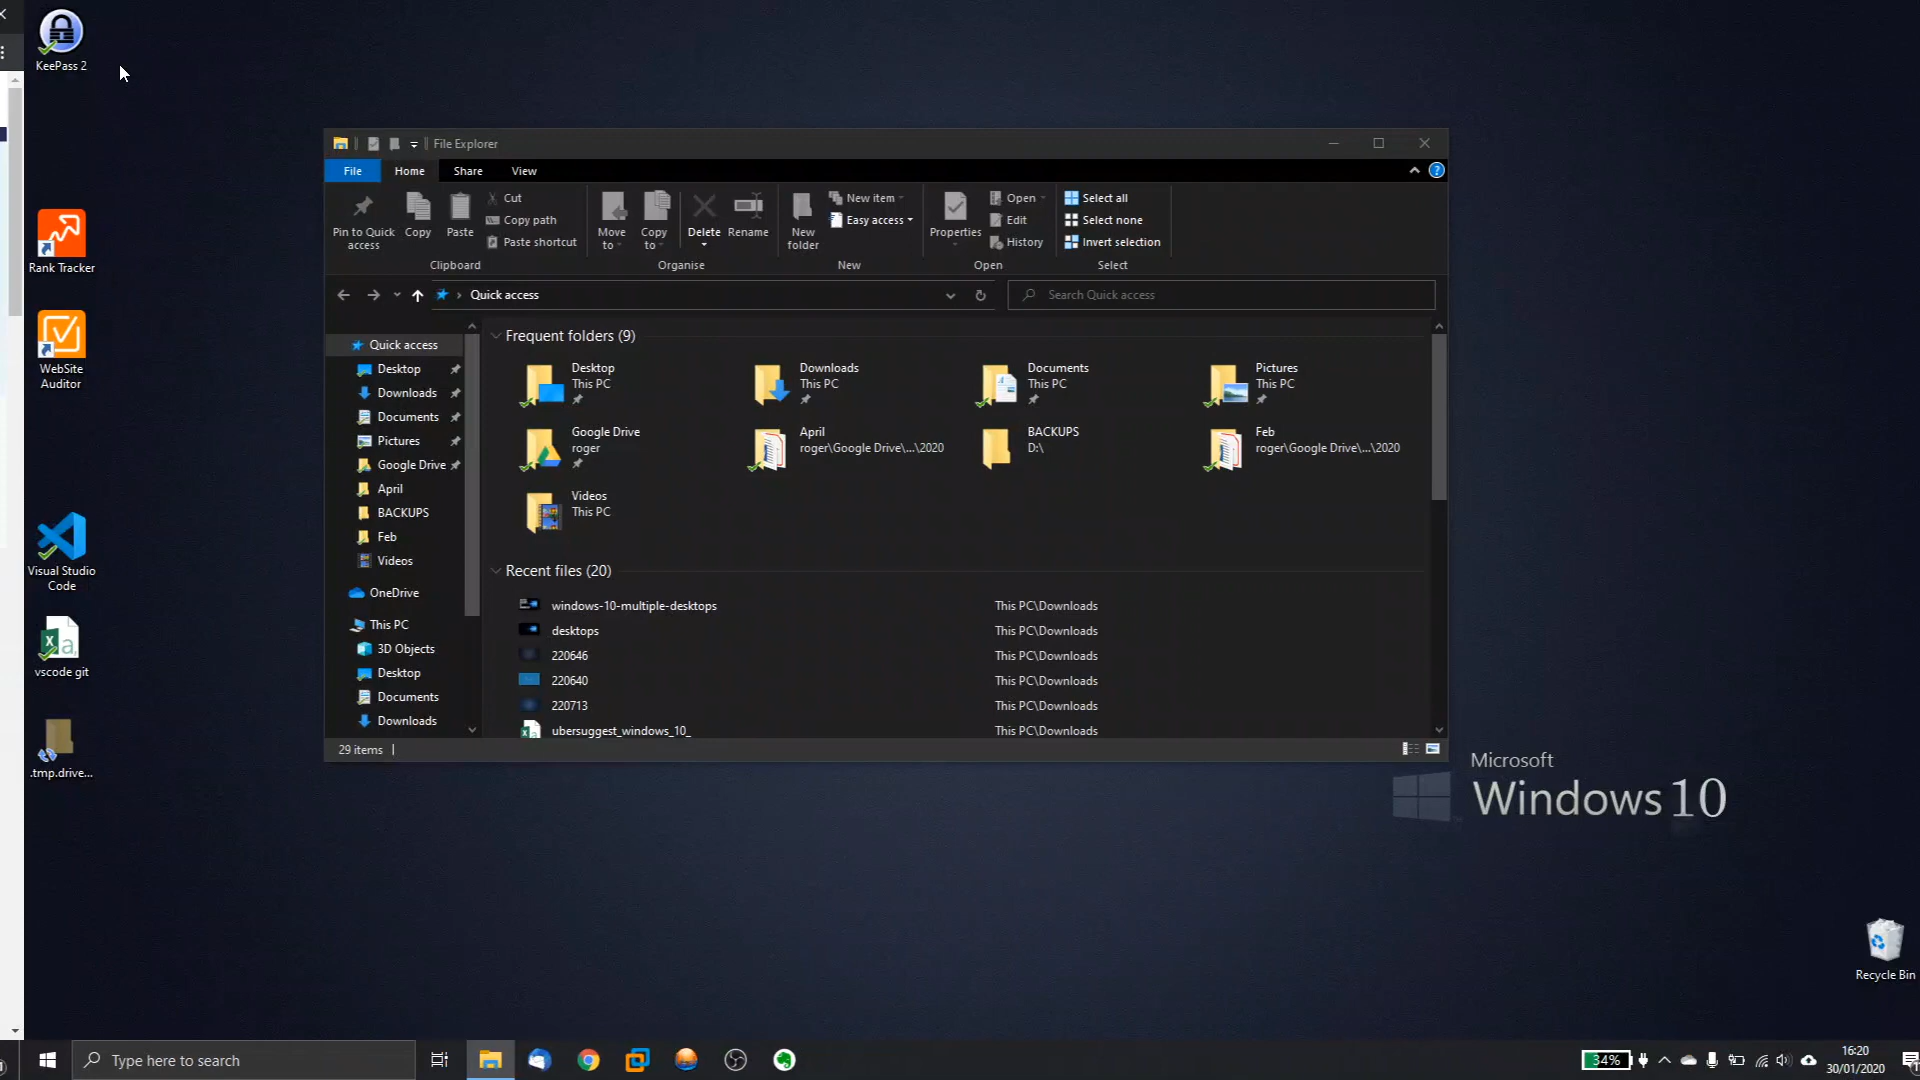 KeePass 2
Rank Tracker
WebSite
Auditor
Visual Studio
Code
vscode git
.tmp.drive...
File Explorer
File Home Share View
Pin to Quick
access
Copy
Paste
Cut
Copy path
Paste shortcut
Clipboard
Move
to
Copy
to
Delete
Rename
Organise
New
folder
New item
Easy access
New
Properties
Open
Edit
History
Open
Select all
Select none
Invert selection
Select
Quick access
Search Quick access
Quick access
Desktop
Downloads
Documents
Pictures
Google Drive
April
BACKUPS
Feb
Videos
OneDrive
This PC
3D Objects
Desktop
Documents
Downloads
Frequent folders (9)
Desktop
This PC
Downloads
This PC
Documents
This PC
Pictures
This PC
Google Drive
roger
April
roger\Google Drive\...\2020
BACKUPS
D:\
Feb
roger\Google Drive\...\2020
Videos
This PC
Recent files (20)
windows-10-multiple-desktops This PC\Downloads
desktops This PC\Downloads
220646 This PC\Downloads
220640 This PC\Downloads
220713 This PC\Downloads
ubersuggest_windows_10_ This PC\Downloads
29 items
Microsoft
Windows 10
Recycle Bin
Type here to search
34%
16:20
30/01/2020